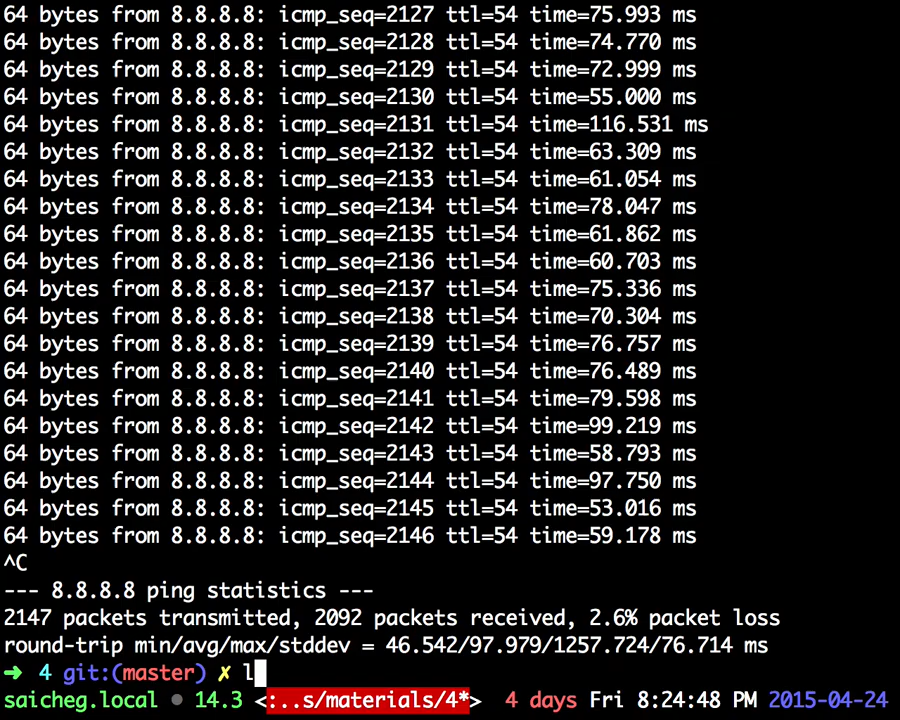 64 bytes from 8.8.8.8: icmp_seq=2127 ttl=54 time=75.993 ms
64 bytes from 8.8.8.8: icmp_seq=2128 ttl=54 time=74.770 ms
64 bytes from 8.8.8.8: icmp_seq=2129 ttl=54 time=72.999 ms
64 bytes from 8.8.8.8: icmp_seq=2130 ttl=54 time=55.000 ms
64 bytes from 8.8.8.8: icmp_seq=2131 ttl=54 time=116.531 ms
64 bytes from 8.8.8.8: icmp_seq=2132 ttl=54 time=63.309 ms
64 bytes from 8.8.8.8: icmp_seq=2133 ttl=54 time=61.054 ms
64 bytes from 8.8.8.8: icmp_seq=2134 ttl=54 time=78.047 ms
64 bytes from 8.8.8.8: icmp_seq=2135 ttl=54 time=61.862 ms
64 bytes from 8.8.8.8: icmp_seq=2136 ttl=54 time=60.703 ms
64 bytes from 8.8.8.8: icmp_seq=2137 ttl=54 time=75.336 ms
64 bytes from 8.8.8.8: icmp_seq=2138 ttl=54 time=70.304 ms
64 bytes from 8.8.8.8: icmp_seq=2139 ttl=54 time=76.757 ms
64 bytes from 8.8.8.8: icmp_seq=2140 ttl=54 time=76.489 ms
64 bytes from 8.8.8.8: icmp_seq=2141 ttl=54 time=79.598 ms
64 bytes from 8.8.8.8: icmp_seq=2142 ttl=54 time=99.219 ms
64 bytes from 8.8.8.8: icmp_seq=2143 ttl=54 time=58.793 ms
64 bytes from 8.8.8.8: icmp_seq=2144 ttl=54 time=97.750 ms
64 bytes from 8.8.8.8: icmp_seq=2145 ttl=54 time=53.016 ms
64 bytes from 8.8.8.8: icmp_seq=2146 ttl=54 time=59.178 ms
^C
--- 8.8.8.8 ping statistics ---
2147 packets transmitted, 2092 packets received, 2.6% packet loss
round-trip min/avg/max/stddev = 46.542/97.979/1257.724/76.714 ms
➜ 4 git:(master) ✗ l
saicheg.local ● 14.3 <:..s/materials/4*> 4 days Fri 8:24:48 PM 2015-04-24